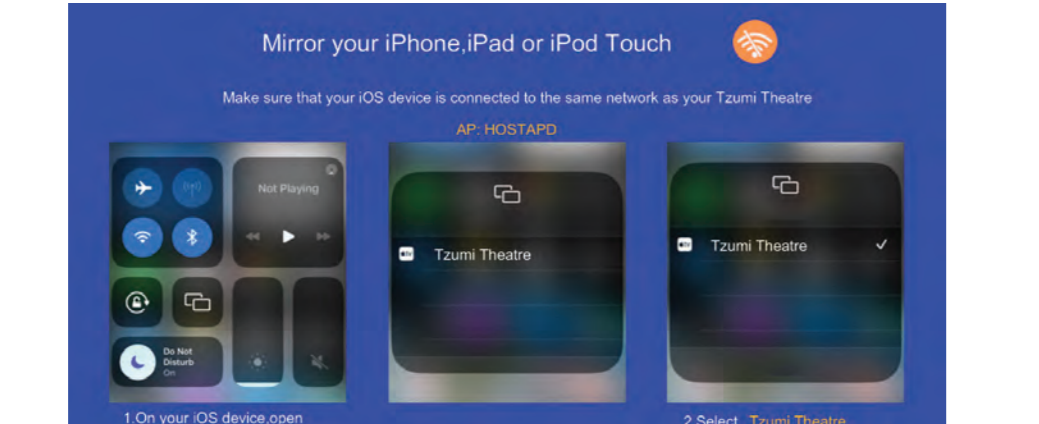 Mirror your iPhone,iPad or iPod Touch
Make sure that your iOS device is connected to the same network as your Tzumi Theatre
AP: HOSTAPD
Not Playing
Do Not
Disturb
On
Tzumi Theatre
Tzumi Theatre
1.On your iOS device,open
2.Select Tzumi Theatre